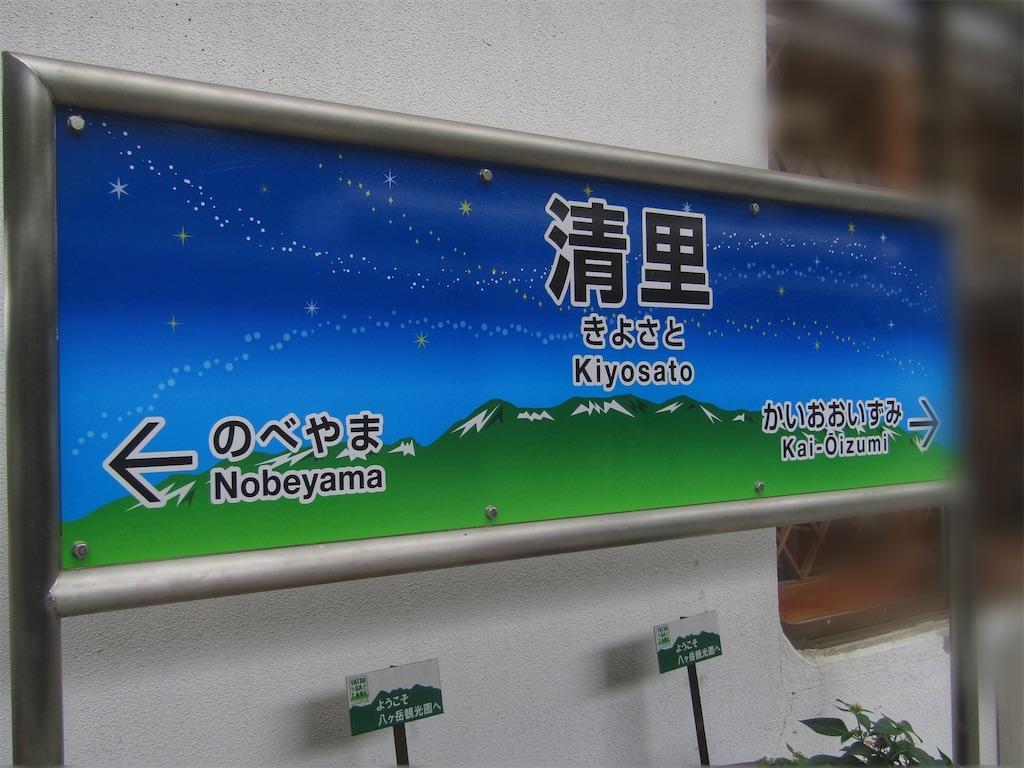 清里
きよさと
Kiyosato
のべやま
Nobeyama
かいおおいずみ
Kai-Ōizumi
ようこそ
八ヶ岳観光圏へ
ようこそ
八ヶ岳観光圏へ